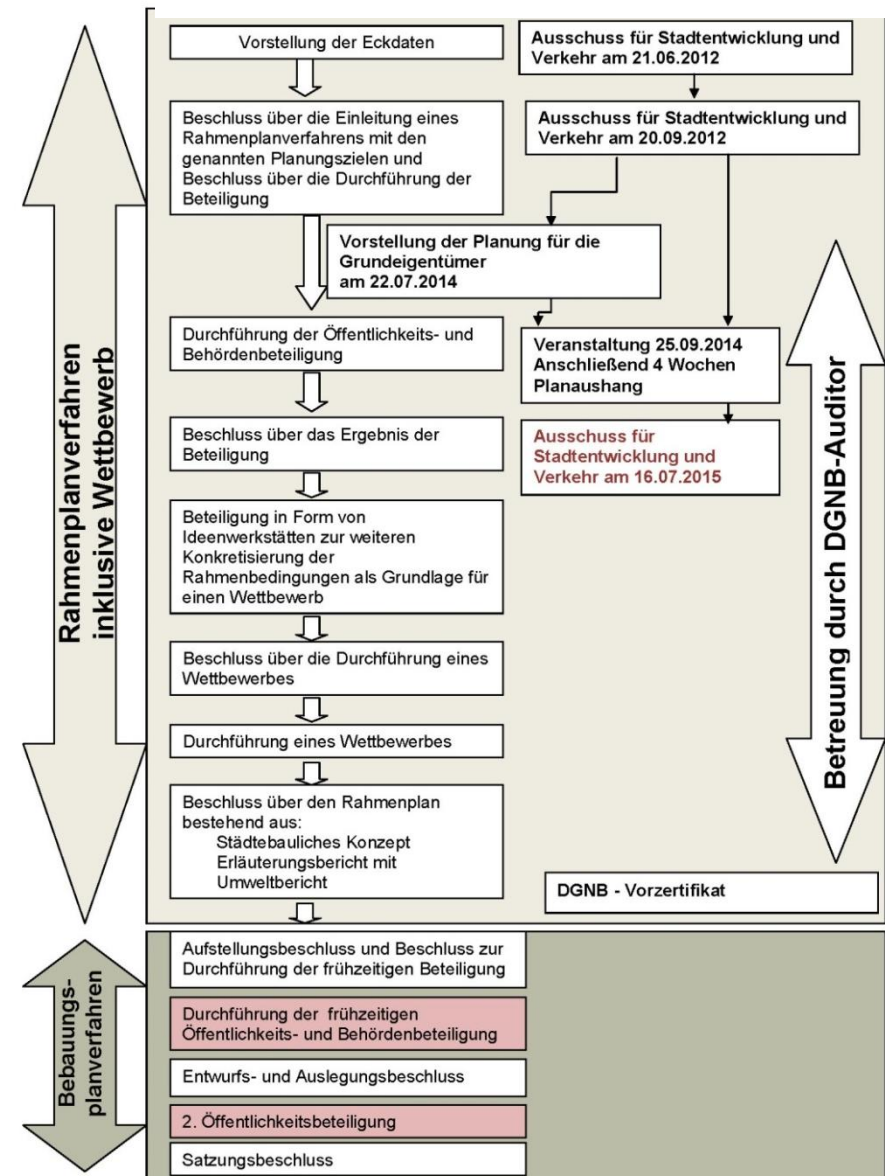 Rahmenplanverfahren
inklusive Wettbewerb
Vorstellung der Eckdaten
Ausschuss für Stadtentwicklung und
Verkehr am 21.06.2012
Beschluss über die Einleitung eines
Rahmenplanverfahrens mit den
genannten Planungszielen und
Beschluss über die Durchführung der
Beteiligung
Ausschuss für Stadtentwicklung und
Verkehr am 20.09.2012
Vorstellung der Planung für die
Grundeigentümer
am 22.07.2014
Durchführung der Öffentlichkeits- und
Behördenbeteiligung
Veranstaltung 25.09.2014
Anschließend 4 Wochen
Planaushang
Beschluss über das Ergebnis der
Beteiligung
Ausschuss für
Stadtentwicklung und
Verkehr am 16.07.2015
Beteiligung in Form von
Ideenwerkstätten zur weiteren
Konkretisierung der
Rahmenbedingungen als Grundlage für
einen Wettbewerb
Beschluss über die Durchführung eines
Wettbewerbes
Durchführung eines Wettbewerbes
Beschluss über den Rahmenplan
bestehend aus:
Städtebauliches Konzept
Erläuterungsbericht mit
Umweltbericht
Betreuung durch DGNB-Auditor
DGNB - Vorzertifikat
Bebauungs-
planverfahren
Aufstellungsbeschluss und Beschluss zur
Durchführung der frühzeitigen Beteiligung
Durchführung der frühzeitigen
Öffentlichkeits- und Behördenbeteiligung
Entwurfs- und Auslegungsbeschluss
2. Öffentlichkeitsbeteiligung
Satzungsbeschluss